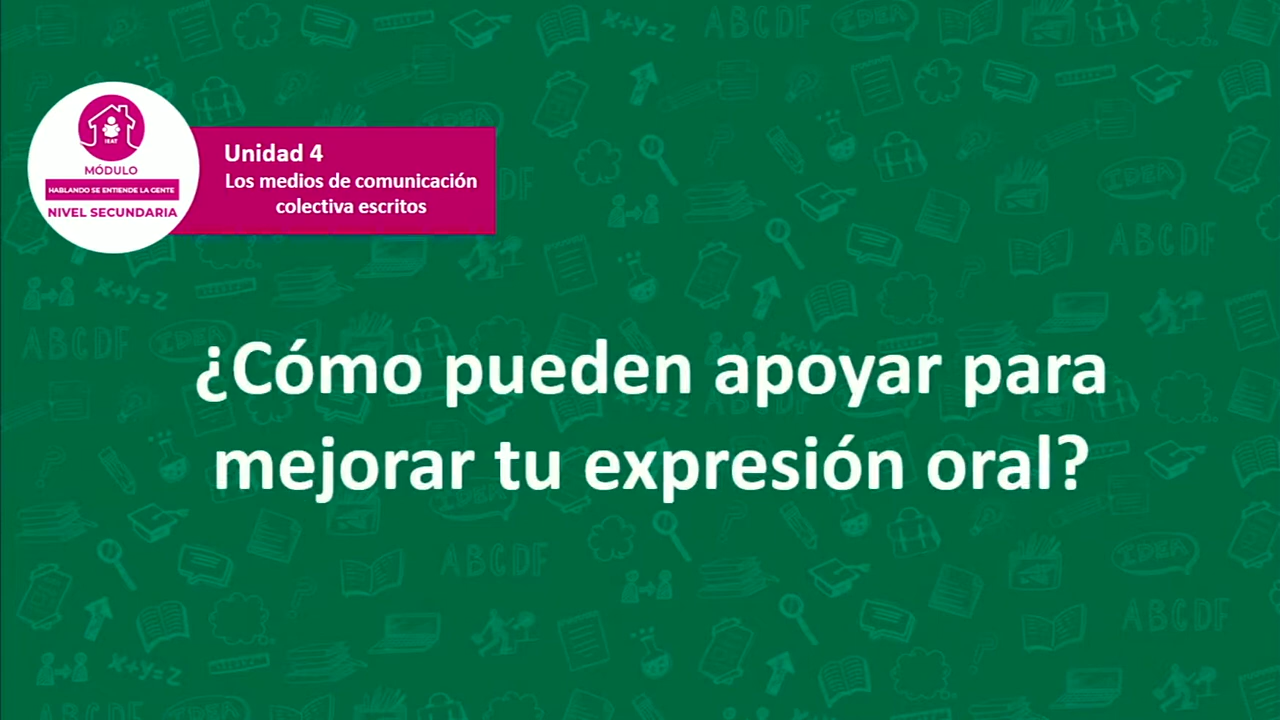 IEAT
MÓDULO
HABLANDO SE ENTIENDE LA GENTE
NIVEL SECUNDARIA
Unidad 4
Los medios de comunicación
colectiva escritos
¿Cómo pueden apoyar para
mejorar tu expresión oral?